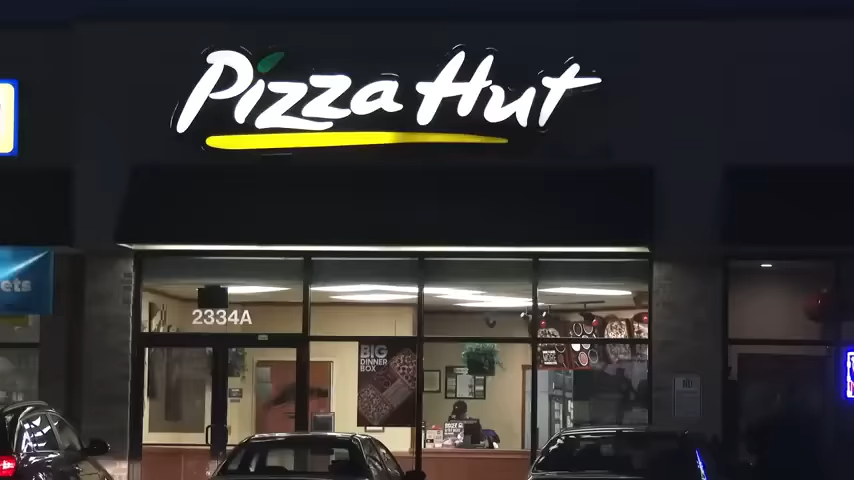 Pizza Hut
ets
2334A
BIG
DINNER
BOX